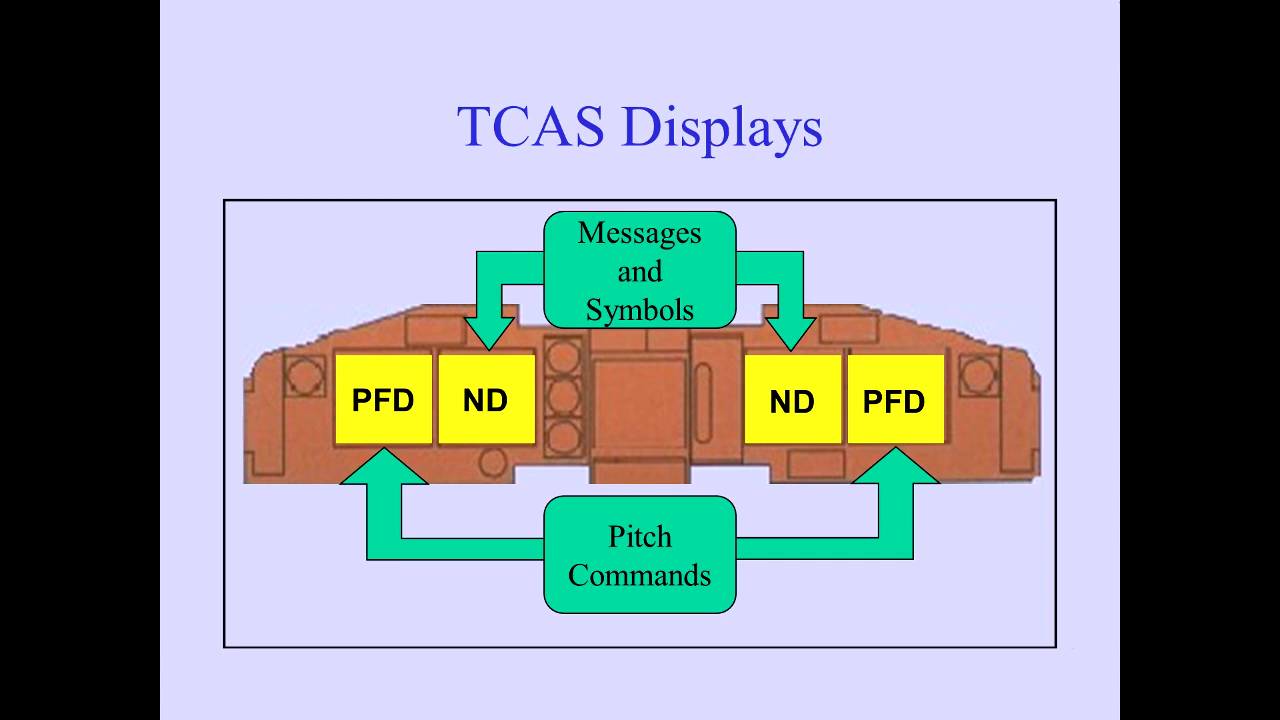 TCAS Displays
Messages
and
Symbols
PFD
ND
ND
PFD
Pitch
Commands